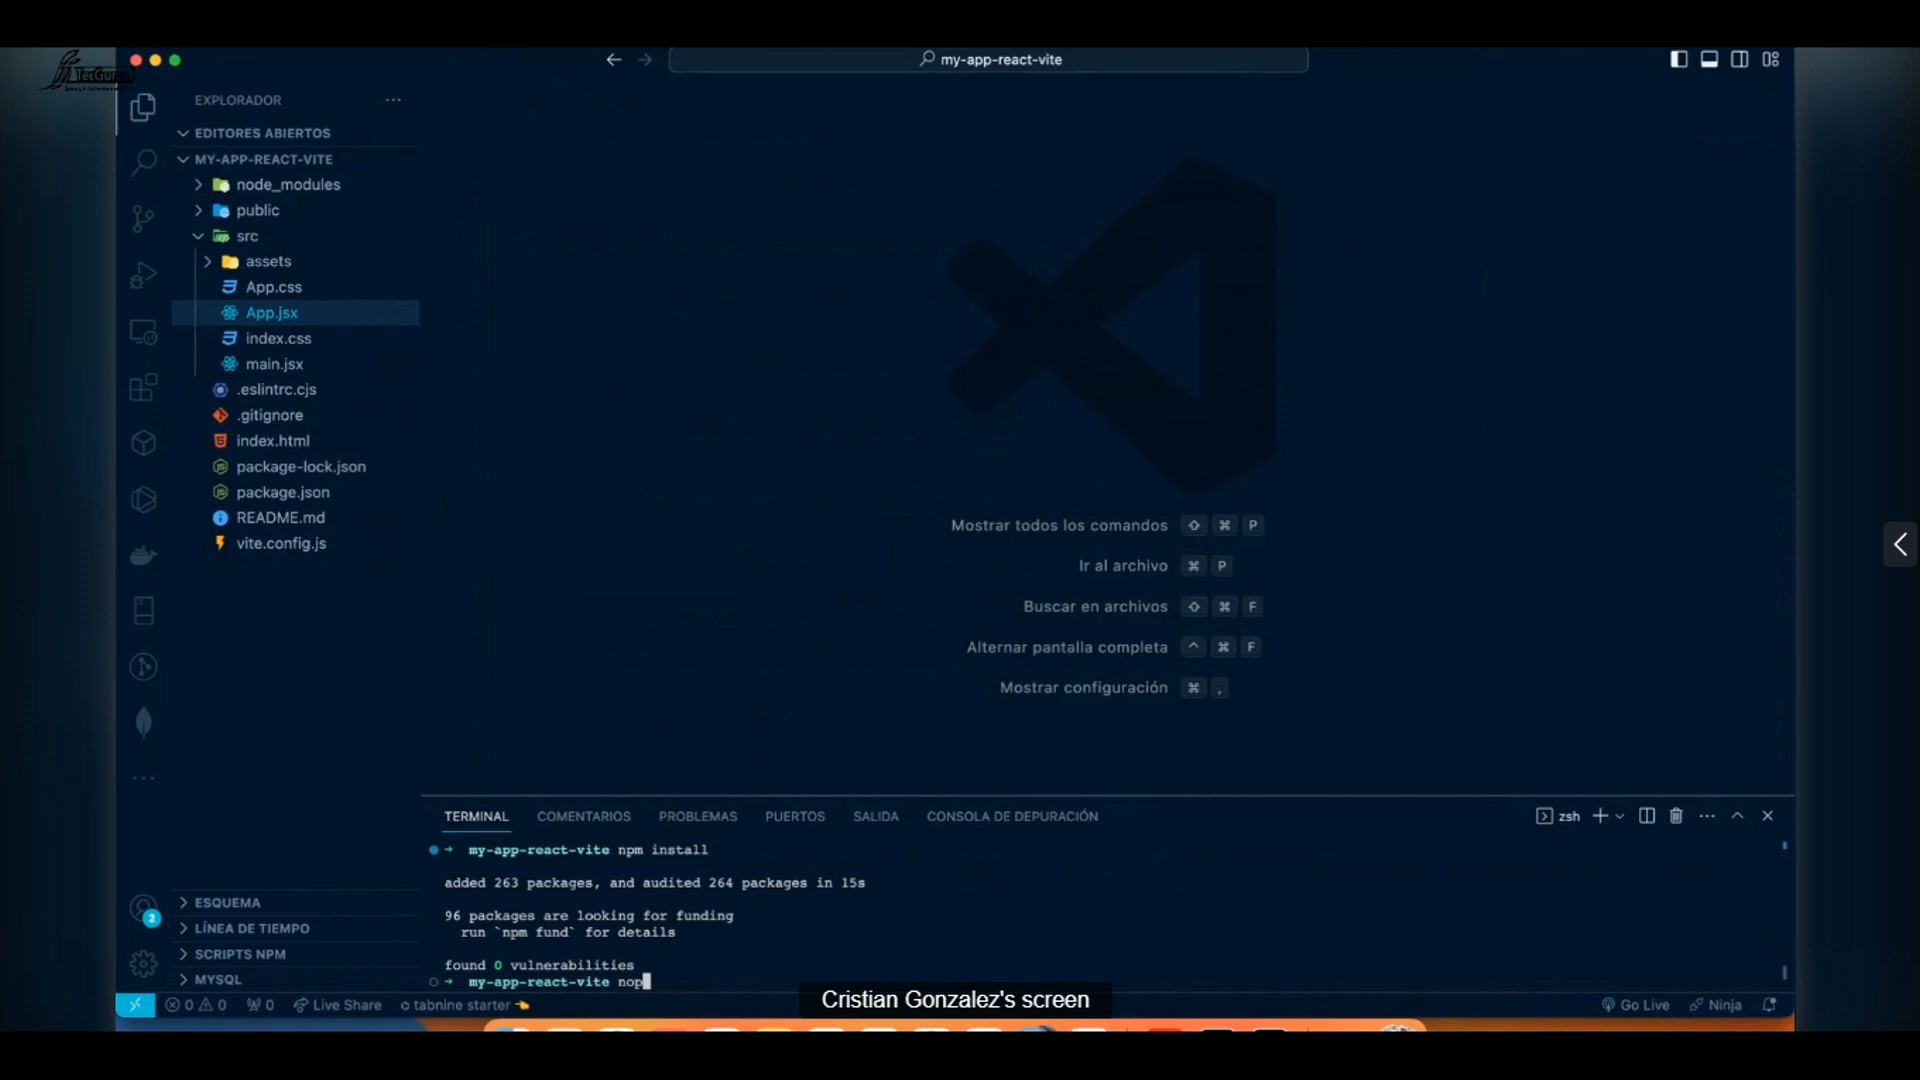 TecGurus
my-app-react-vite
EXPLORADOR
EDITORES ABIERTOS
MY-APP-REACT-VITE
node_modules
public
src
assets
App.css
App.jsx
index.css
main.jsx
.eslintrc.cjs
.gitignore
index.html
package-lock.json
package.json
README.md
vite.config.js
ESQUEMA
LÍNEA DE TIEMPO
SCRIPTS NPM
MYSQL
2
Mostrar todos los comandos ⇧ ⌘ P
Ir al archivo ⌘ P
Buscar en archivos ⇧ ⌘ F
Alternar pantalla completa ^ ⌘ F
Mostrar configuración ⌘ ,
TERMINAL COMENTARIOS PROBLEMAS PUERTOS SALIDA CONSOLA DE DEPURACIÓN zsh
➜ my-app-react-vite npm install
added 263 packages, and audited 264 packages in 15s
96 packages are looking for funding
run `npm fund` for details
found 0 vulnerabilities
➜ my-app-react-vite nop
Cristian Gonzalez's screen
0 0 0 Live Share tabnine starter Go Live Ninja